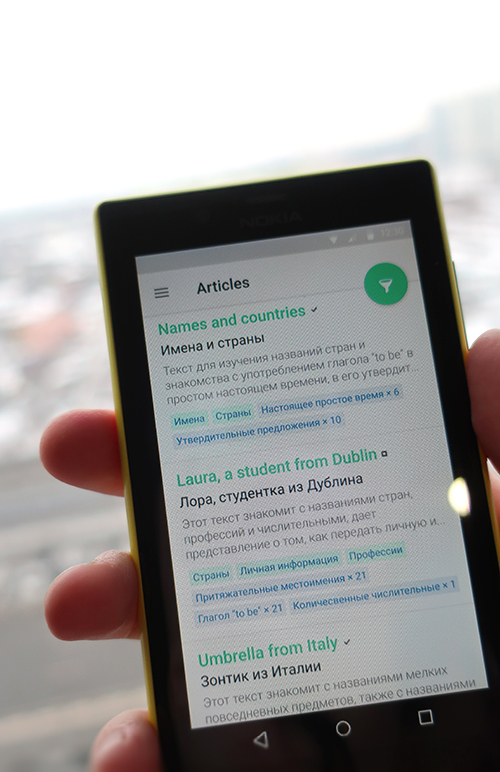 NOKIA
12:30
Articles
Names and countries
Имена и страны
Текст для изучения названий стран и
знакомства с употреблением глагола "to be" в
простом настоящем времени, в его утвердит...
Имена Страны Настоящее простое время × 6
Утвердительные предложения × 10
Laura, a student from Dublin
Лора, студентка из Дублина
Этот текст знакомит с названиями стран,
профессий и числительными, дает
представление о том, как передать личную и...
Страны Личная информация Профессии
Притяжательные местоимения × 21
Глагол "to be" × 21 Количесвенные числительные × 1
Umbrella from Italy
Зонтик из Италии
Этот текст знакомит с названиями мелких
повседневных предметов, также с названиями